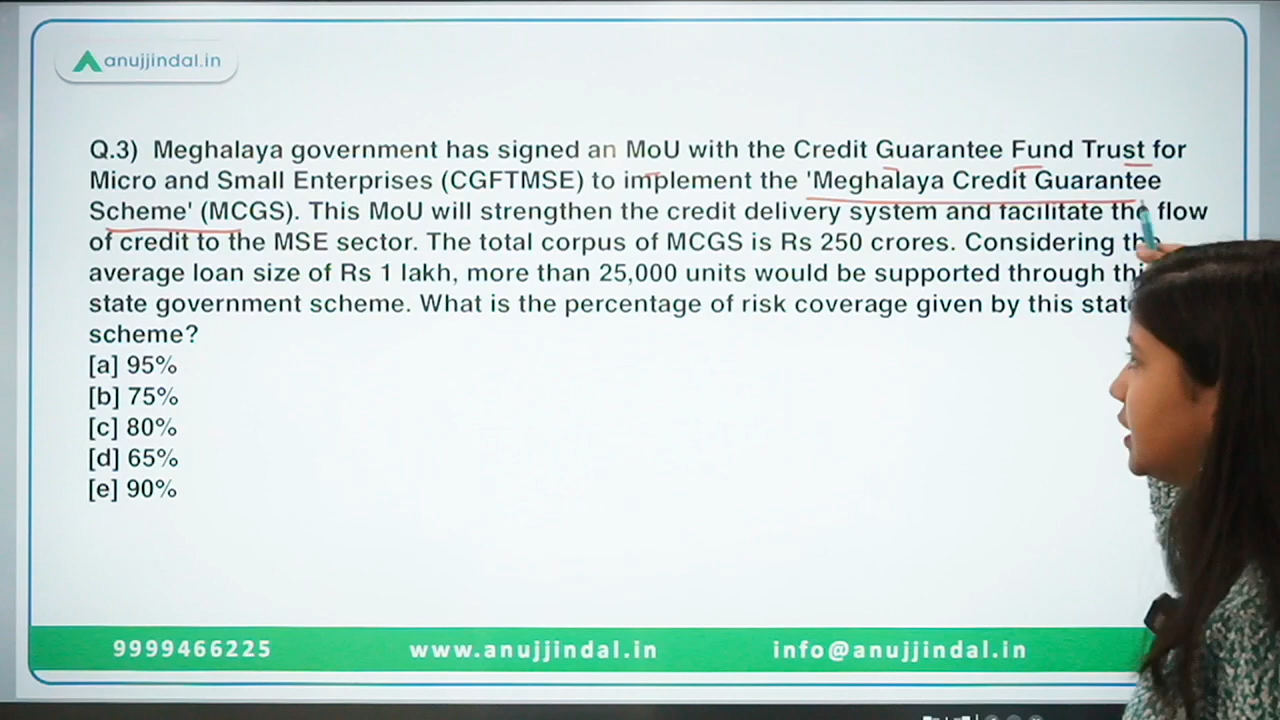 anujjindal.in
Q.3) Meghalaya government has signed an MoU with the Credit Guarantee Fund Trust for
Micro and Small Enterprises (CGFTMSE) to implement the 'Meghalaya Credit Guarantee
Scheme' (MCGS). This MoU will strengthen the credit delivery system and facilitate the flow
of credit to the MSE sector. The total corpus of MCGS is Rs 250 crores. Considering the
average loan size of Rs 1 lakh, more than 25,000 units would be supported through
state government scheme. What is the percentage of risk coverage given by this
scheme?
[a] 95%
[b] 75%
[c] 80%
[d] 65%
[e] 90%
9999466225 www.anujjindal.in info@anujjindal.in